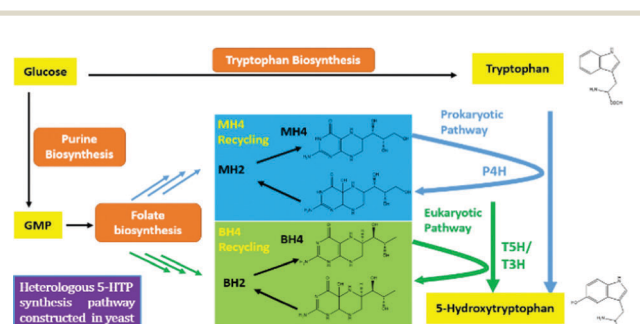 Tryptophan Biosynthesis
Glucose
Tryptophan
Purine
Biosynthesis
MH4
Recycling
MH4
MH2
Prokaryotic
Pathway
P4H
GMP
Folate
biosynthesis
BH4
Recycling
BH4
BH2
Eukaryotic
Pathway
T5H/
T3H
Heterologous 5-HTP
synthesis pathway
constructed in yeast
5-Hydroxytryptophan